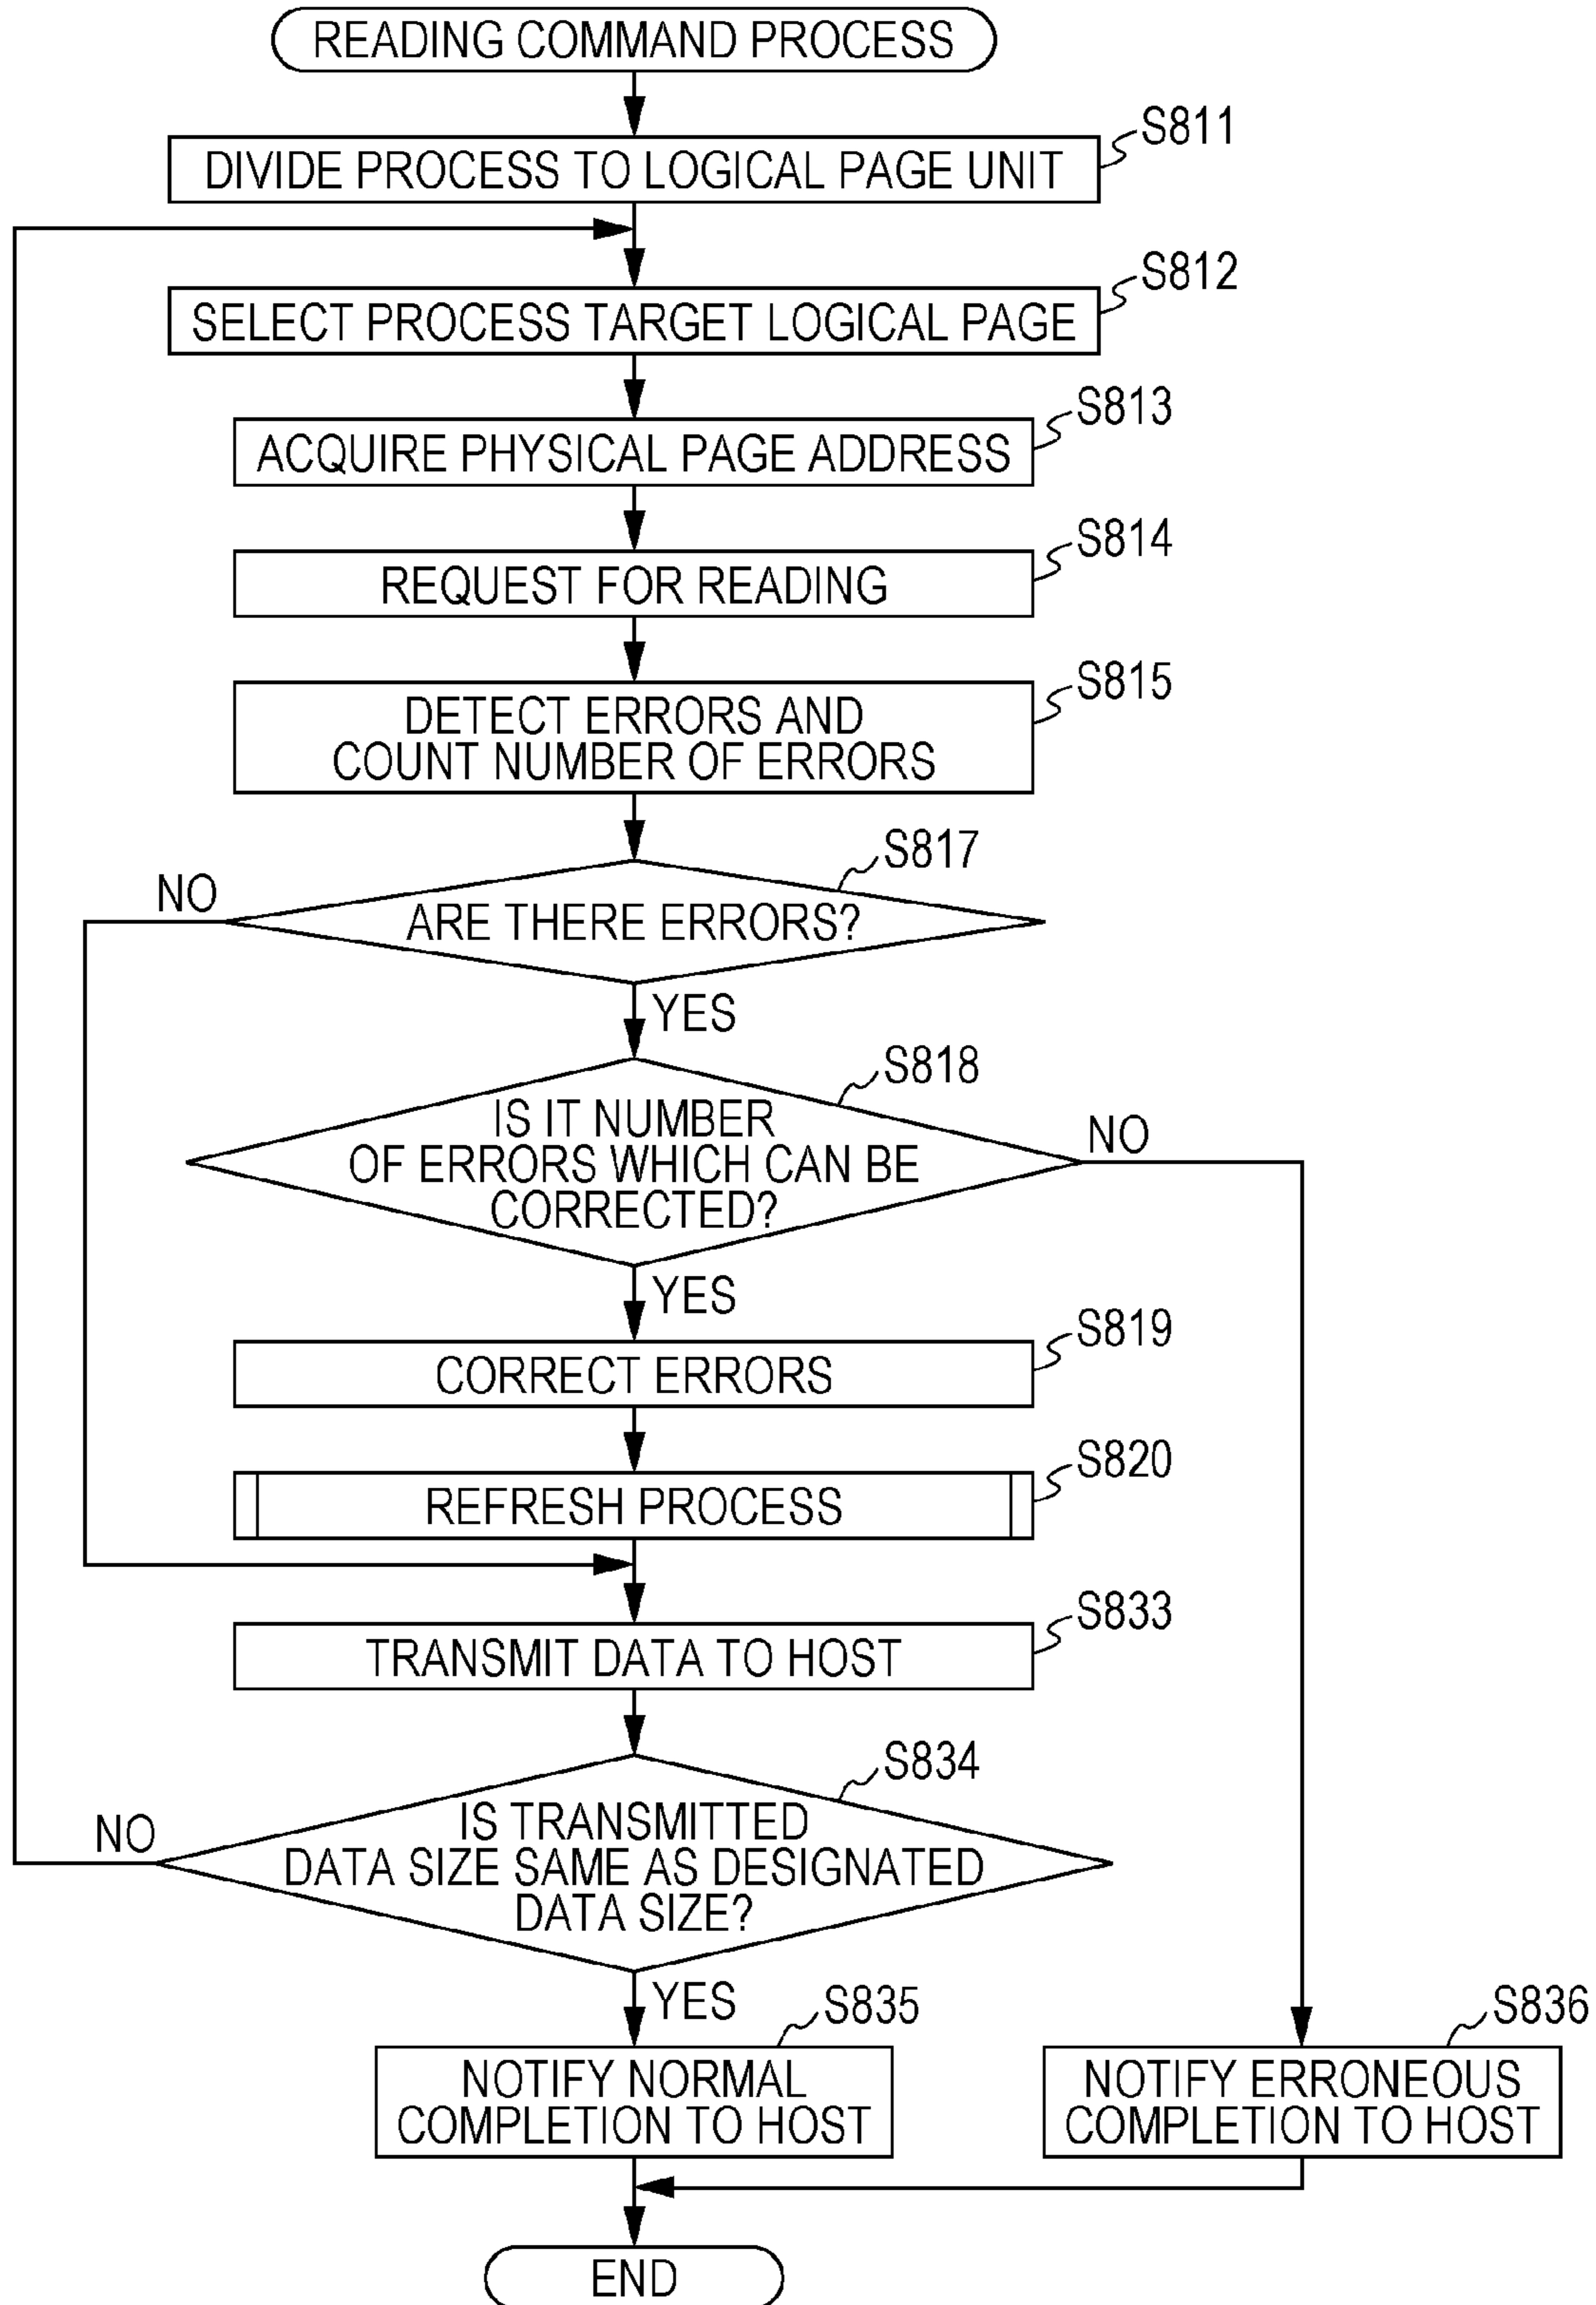 READING COMMAND PROCESS
S811
DIVIDE PROCESS TO LOGICAL PAGE UNIT
S812
SELECT PROCESS TARGET LOGICAL PAGE
S813
ACQUIRE PHYSICAL PAGE ADDRESS
S814
REQUEST FOR READING
S815
DETECT ERRORS AND
COUNT NUMBER OF ERRORS
S817
NO
ARE THERE ERRORS?
YES
S818
IS IT NUMBER
OF ERRORS WHICH CAN BE
CORRECTED?
NO
YES
S819
CORRECT ERRORS
S820
REFRESH PROCESS
S833
TRANSMIT DATA TO HOST
S834
NO
IS TRANSMITTED
DATA SIZE SAME AS DESIGNATED
DATA SIZE?
YES
S835
NOTIFY NORMAL
COMPLETION TO HOST
S836
NOTIFY ERRONEOUS
COMPLETION TO HOST
END